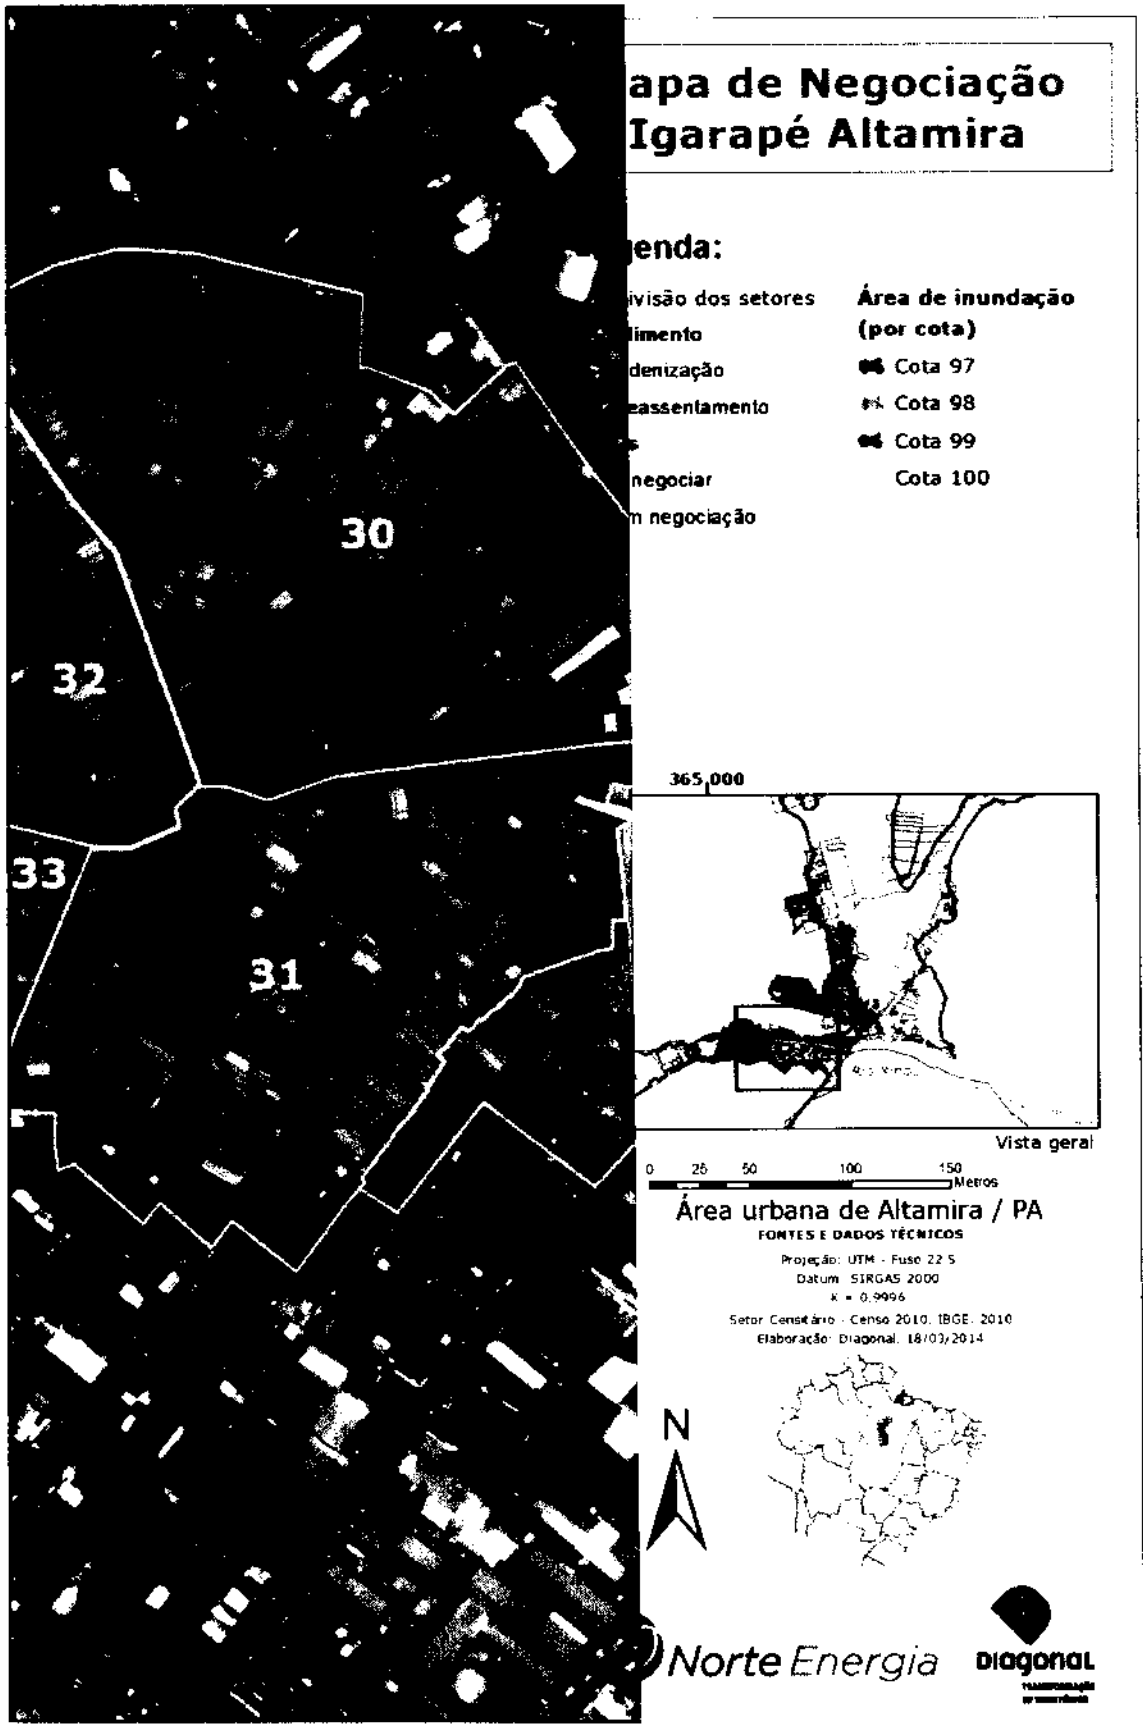 apa de Negociação
Igarapé Altamira
enda:
ivisão dos setores
dimento
denização
eassentamento
s
negociar
m negociação
Área de inundação
(por cota)
Cota 97
Cota 98
Cota 99
Cota 100
30
32
33
31
365,000
Vista geral
0 25 50 100 150
Metros
Área urbana de Altamira / PA
FONTES E DADOS TÉCNICOS
Projeção: UTM - Fuso 22 S
Datum: SIRGAS 2000
K = 0.9996
Setor Censitário - Censo 2010. IBGE. 2010
Elaboração: Diagonal. 18/03/2014
N
Norte Energia
DIAGONAL